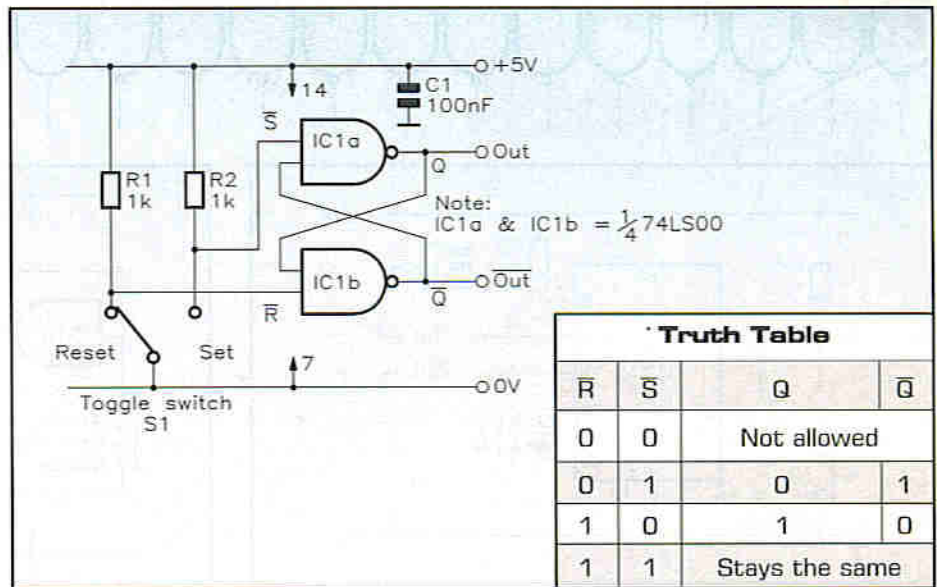 +5V
14
C1
100nF
S̅
IC1a
Out
Q
R1
1k
R2
1k
Note:
IC1a & IC1b = ¼ 74LS00
IC1b
O̅u̅t̅
Q̅
R̅
Reset
Set
7
0V
Toggle switch
S1
Truth Table
R̅ S̅ Q Q̅
0 0 Not allowed
0 1 0 1
1 0 1 0
1 1 Stays the same